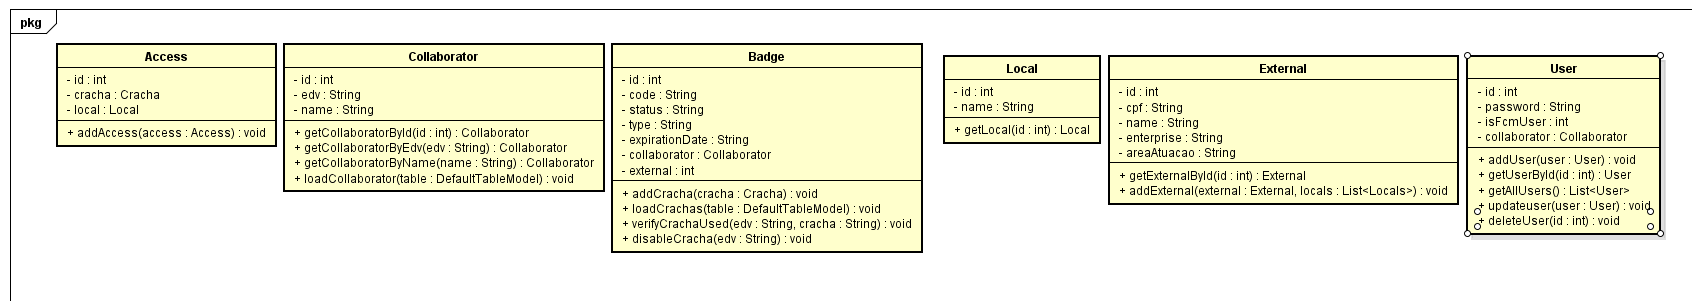 pkg
Access
- id : int
- cracha : Cracha
- local : Local
+ addAccess(access : Access) : void
Collaborator
- id : int
- edv : String
- name : String
+ getCollaboratorById(id : int) : Collaborator
+ getCollaboratorByEdv(edv : String) : Collaborator
+ getCollaboratorByName(name : String) : Collaborator
+ loadCollaborator(table : DefaultTableModel) : void
Badge
- id : int
- code : String
- status : String
- type : String
- expirationDate : String
- collaborator : Collaborator
- external : int
+ addCracha(cracha : Cracha) : void
+ loadCrachas(table : DefaultTableModel) : void
+ verifyCrachaUsed(edv : String, cracha : String) : void
+ disableCracha(edv : String) : void
Local
- id : int
- name : String
+ getLocal(id : int) : Local
External
- id : int
- cpf : String
- name : String
- enterprise : String
- areaAtuacao : String
+ getExternalById(id : int) : External
+ addExternal(external : External, locals : List<Locals>) : void
User
- id : int
- password : String
- isFcmUser : int
- collaborator : Collaborator
+ addUser(user : User) : void
+ getUserById(id : int) : User
+ getAllUsers() : List<User>
+ updateuser(user : User) : void
+ deleteUser(id : int) : void